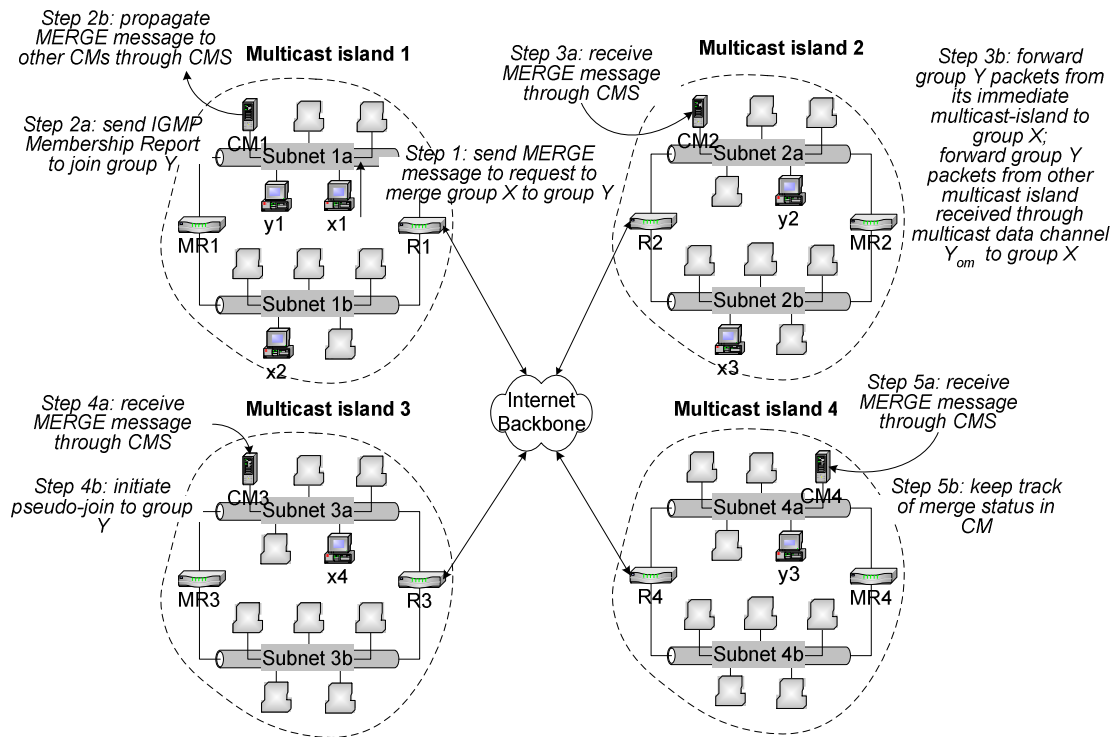 Step 2b: propagate
MERGE message to
other CMs through CMS
Multicast island 1
Step 2a: send IGMP
Membership Report
to join group Y
CM1
Subnet 1a
Step 1: send MERGE
message to request to
merge group X to group Y
y1
x1
MR1
R1
Subnet 1b
x2
Step 3a: receive
MERGE message
through CMS
Multicast island 2
Step 3b: forward
group Y packets from
its immediate
multicast-island to
group X;
forward group Y
packets from other
multicast island
received through
multicast data channel
Yom to group X
CM2
Subnet 2a
y2
R2
MR2
Subnet 2b
x3
Internet
Backbone
Step 4a: receive
MERGE message
through CMS
Multicast island 3
Step 4b: initiate
pseudo-join to group
Y
CM3
Subnet 3a
x4
MR3
R3
Subnet 3b
Multicast island 4
Step 5a: receive
MERGE message
through CMS
CM4
Step 5b: keep track
of merge status in
CM
Subnet 4a
y3
R4
MR4
Subnet 4b